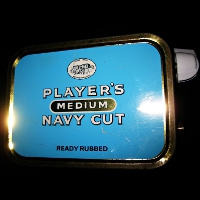 PLAYER'S
MEDIUM
NAVY CUT
READY RUBBED